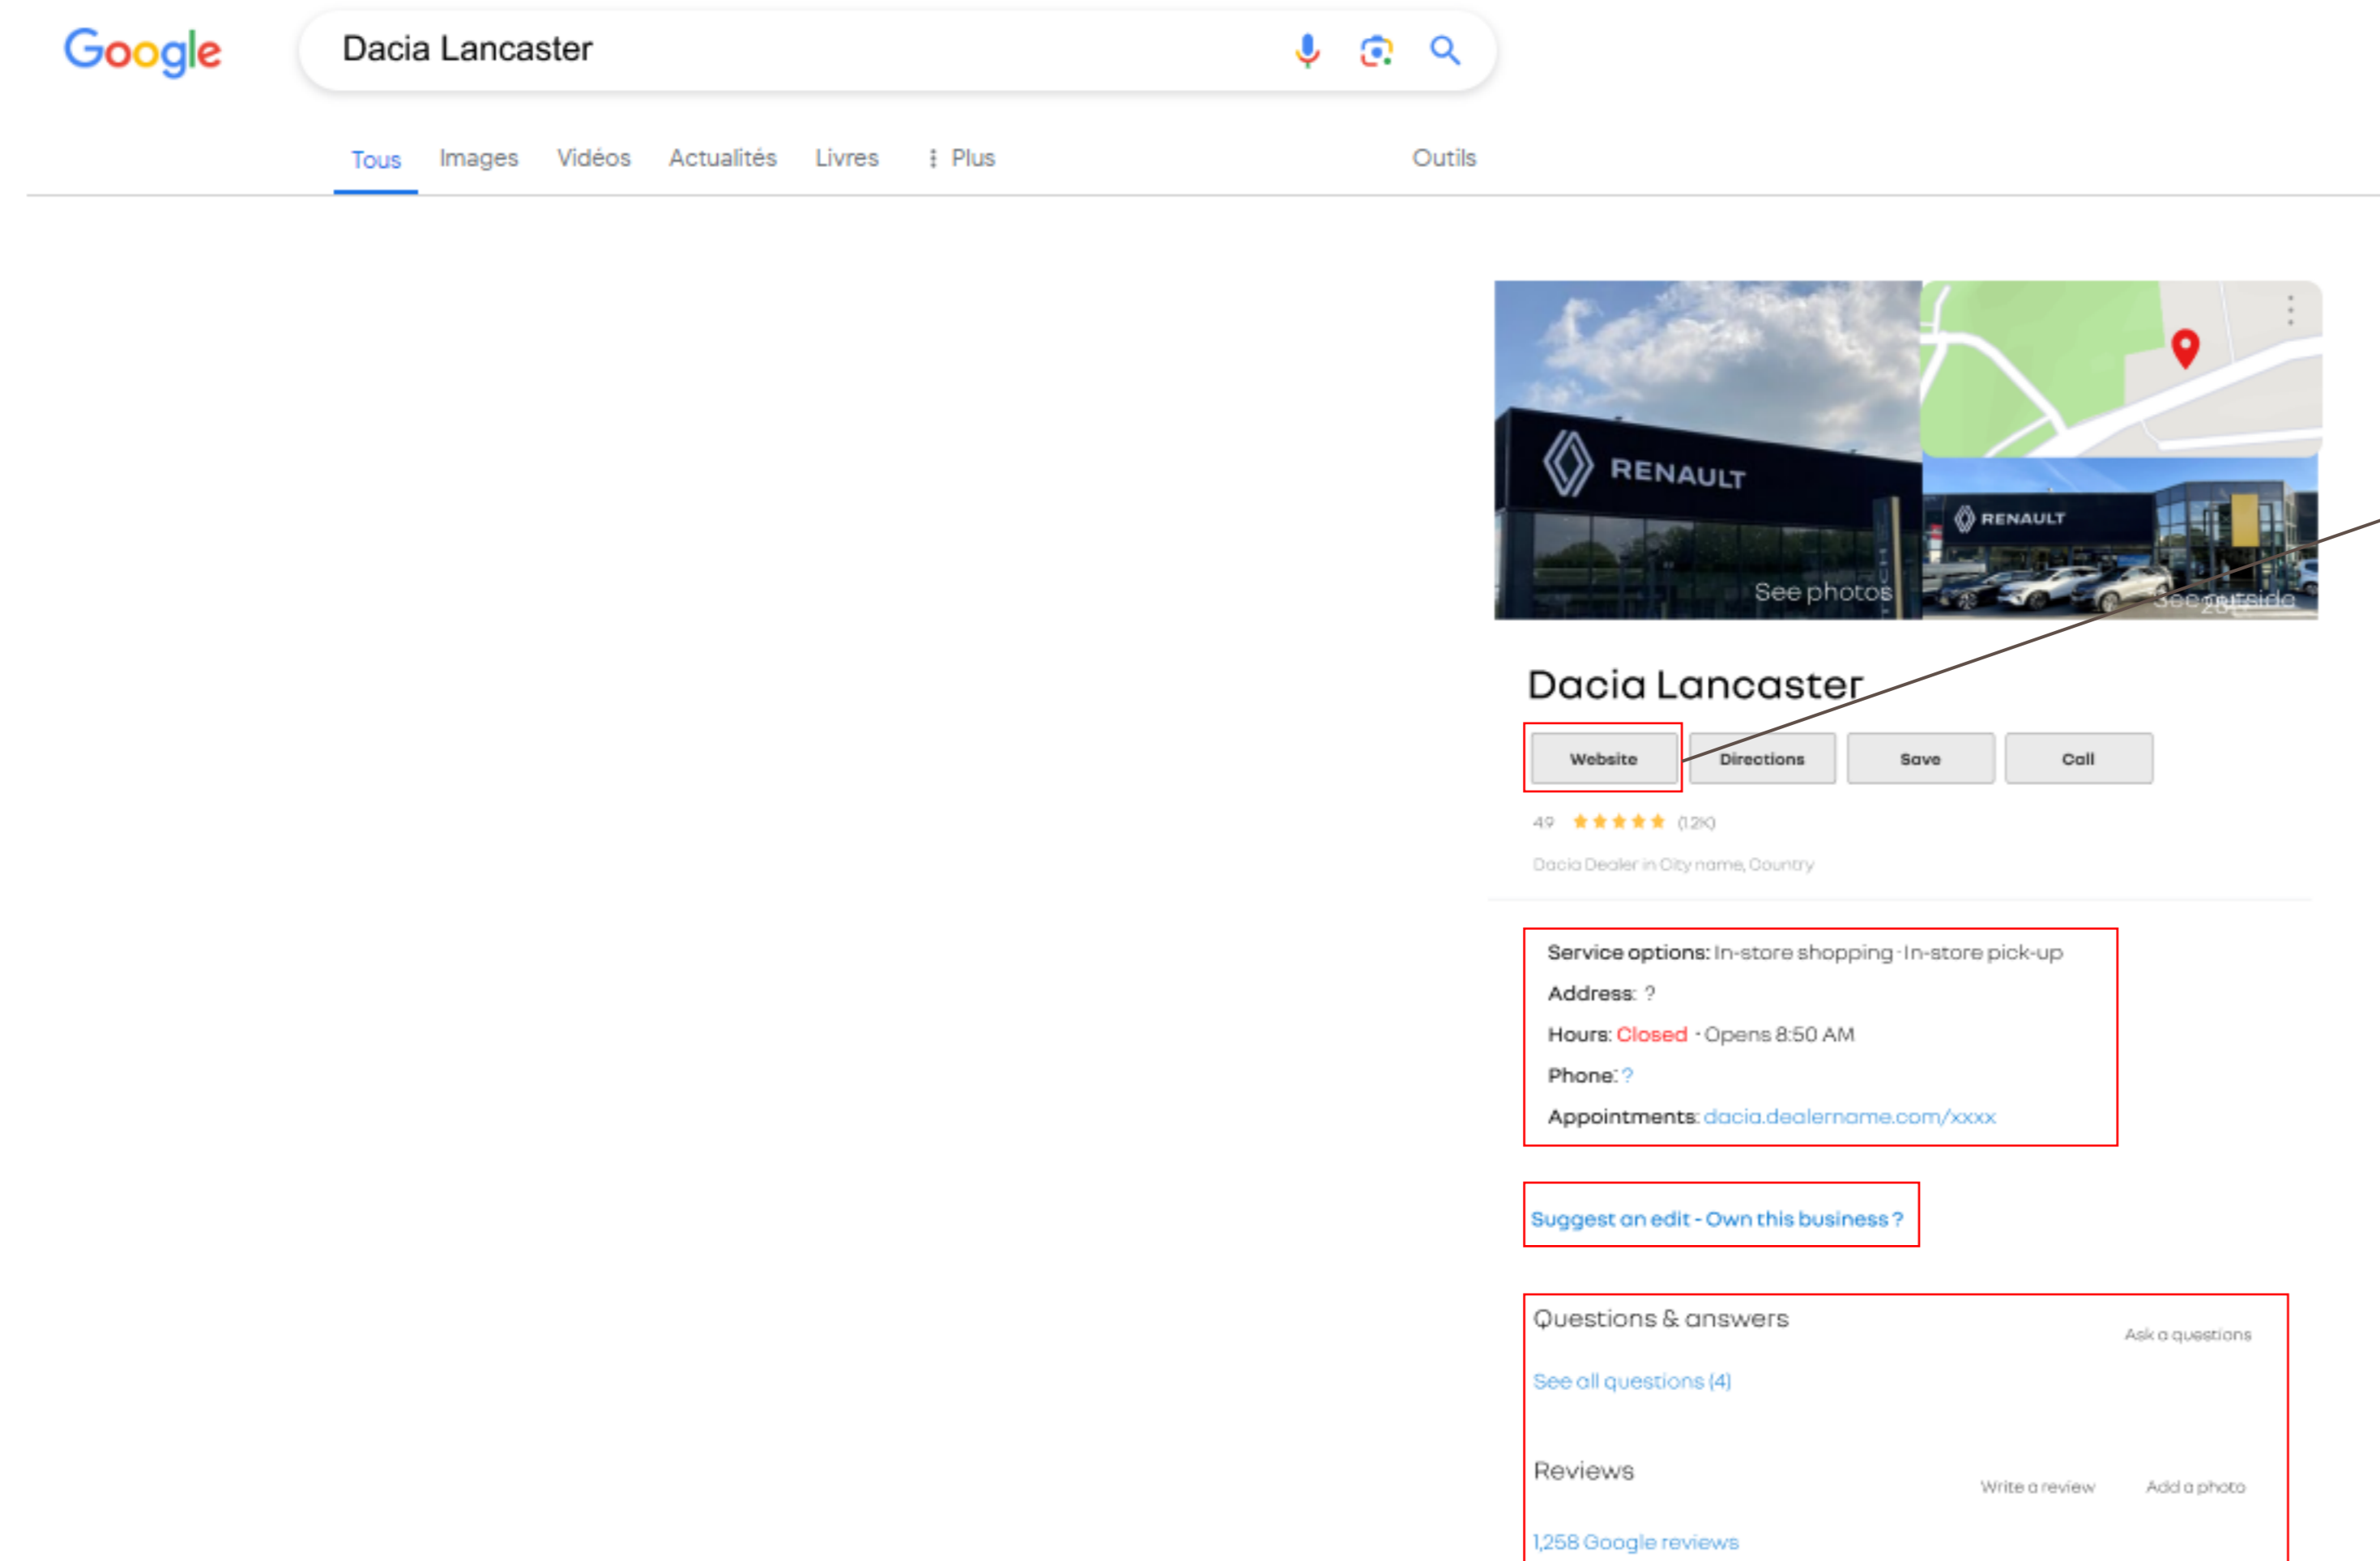 Google
Dacia Lancaster
Tous Images Vidéos Actualités Livres Plus Outils
RENAULT
RENAULT
See photos
See outside
Dacia Lancaster
Website Directions Save Call
4.9 (1.2K)
Dacia Dealer in City name, Country
Service options: In-store shopping · In-store pick-up
Address: ?
Hours: Closed · Opens 8:50 AM
Phone: ?
Appointments: dacia.dealername.com/xxxx
Suggest an edit - Own this business ?
Questions & answers
Ask a questions
See all questions (4)
Reviews
Write a review Add a photo
1,258 Google reviews